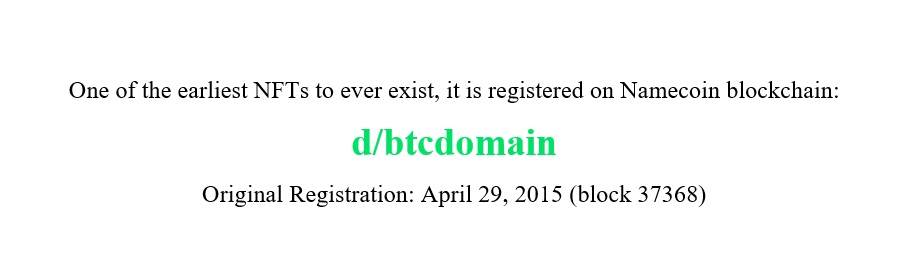 One of the earliest NFTs to ever exist, it is registered on Namecoin blockchain:
d/btcdomain
Original Registration: April 29, 2015 (block 37368)